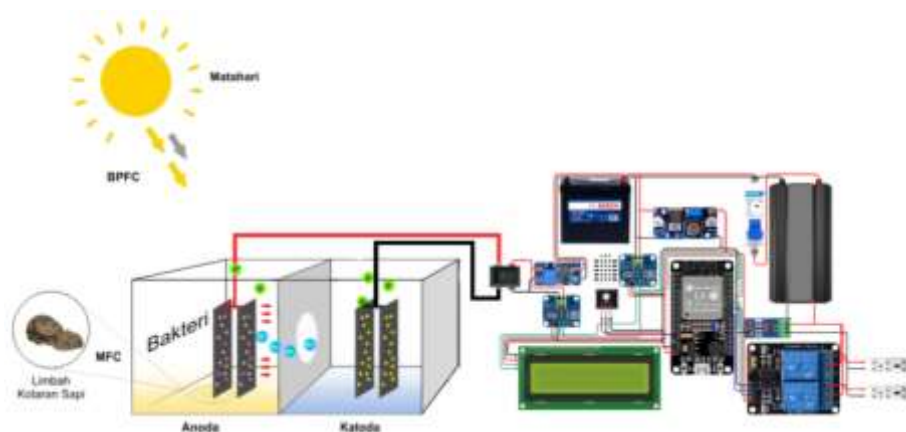 Matahari
BPFC
Bakteri
MFC
Limbah
Kotoran Sapi
Anoda
Katoda